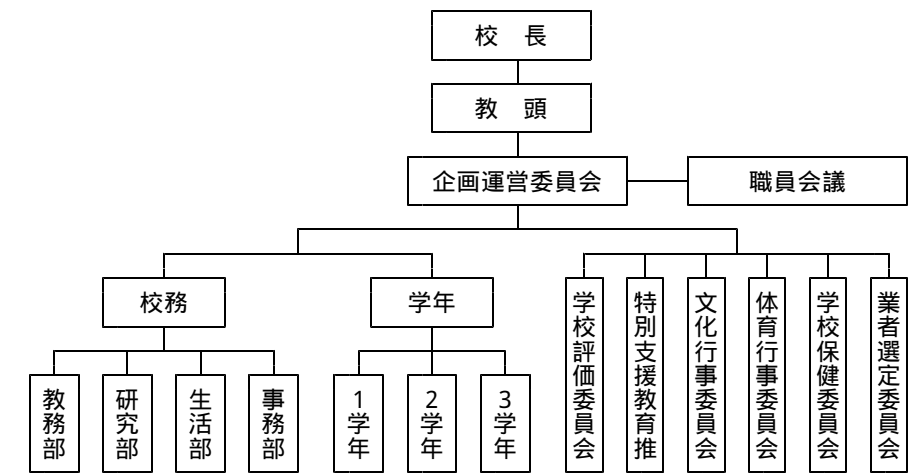 校　長
教　頭
企画運営委員会
職員会議
校務
学年
学校評価委員会
特別支援教育推
文化行事委員会
体育行事委員会
学校保健委員会
業者選定委員会
教務部
研究部
生活部
事務部
1学年
2学年
3学年